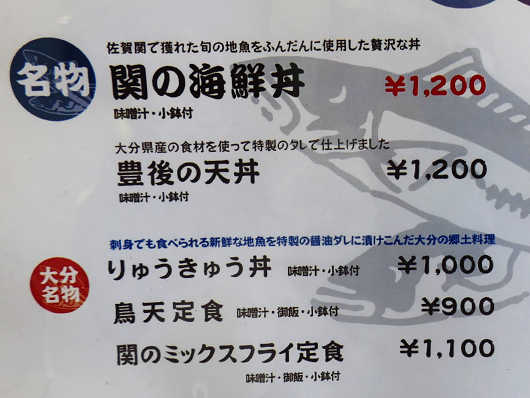 佐賀関で獲れた旬の地魚をふんだんに使用した贅沢な丼
名物 関の海鮮丼 ¥1,200
味噌汁・小鉢付
大分県産の食材を使って特製のタレで仕上げました
豊後の天丼 ¥1,200
味噌汁・小鉢付
刺身でも食べられる新鮮な地魚を特製の醤油ダレに漬けこんだ大分の郷土料理
大分名物 りゅうきゅう丼 味噌汁・小鉢付 ¥1,000
鳥天定食 味噌汁・御飯・小鉢付 ¥900
関のミックスフライ定食 ¥1,100
味噌汁・御飯・小鉢付